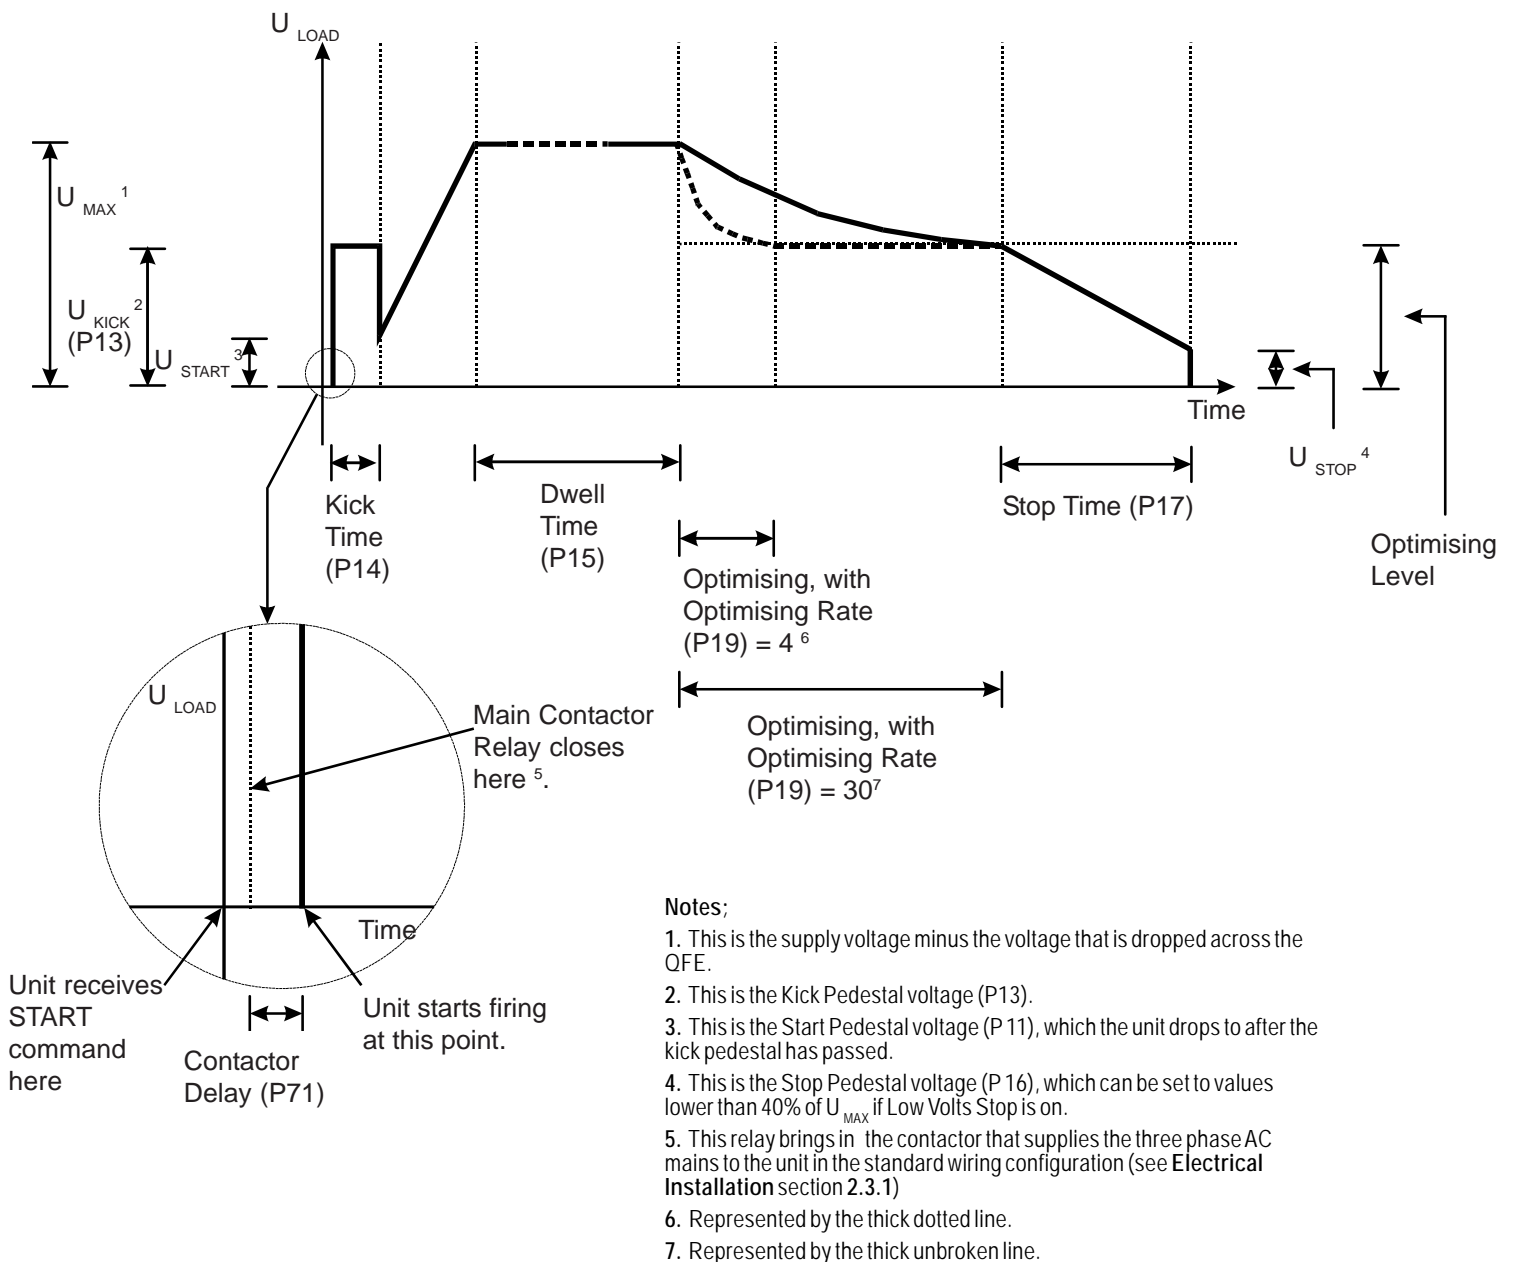 U LOAD
U MAX 1
U KICK 2
(P13)
U START 3
Time
U STOP 4
Kick
Time
(P14)
Dwell
Time
(P15)
Stop Time (P17)
Optimising
Level
Optimising, with
Optimising Rate
(P19) = 4 6
Optimising, with
Optimising Rate
(P19) = 30 7
U LOAD
Main Contactor
Relay closes
here 5.
Time
Unit receives
START
command
here
Unit starts firing
at this point.
Contactor
Delay (P71)
Notes;
1. This is the supply voltage minus the voltage that is dropped across the
QFE.
2. This is the Kick Pedestal voltage (P13).
3. This is the Start Pedestal voltage (P 11), which the unit drops to after the
kick pedestal has passed.
4. This is the Stop Pedestal voltage (P 16), which can be set to values
lower than 40% of U MAX if Low Volts Stop is on.
5. This relay brings in the contactor that supplies the three phase AC
mains to the unit in the standard wiring configuration (see Electrical
Installation section 2.3.1)
6. Represented by the thick dotted line.
7. Represented by the thick unbroken line.